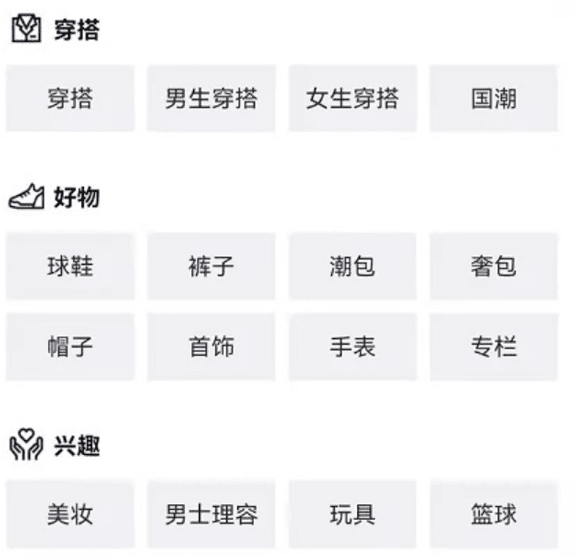 穿搭
穿搭 男生穿搭 女生穿搭 国潮
好物
球鞋 裤子 潮包 奢包
帽子 首饰 手表 专栏
兴趣
美妆 男士理容 玩具 篮球